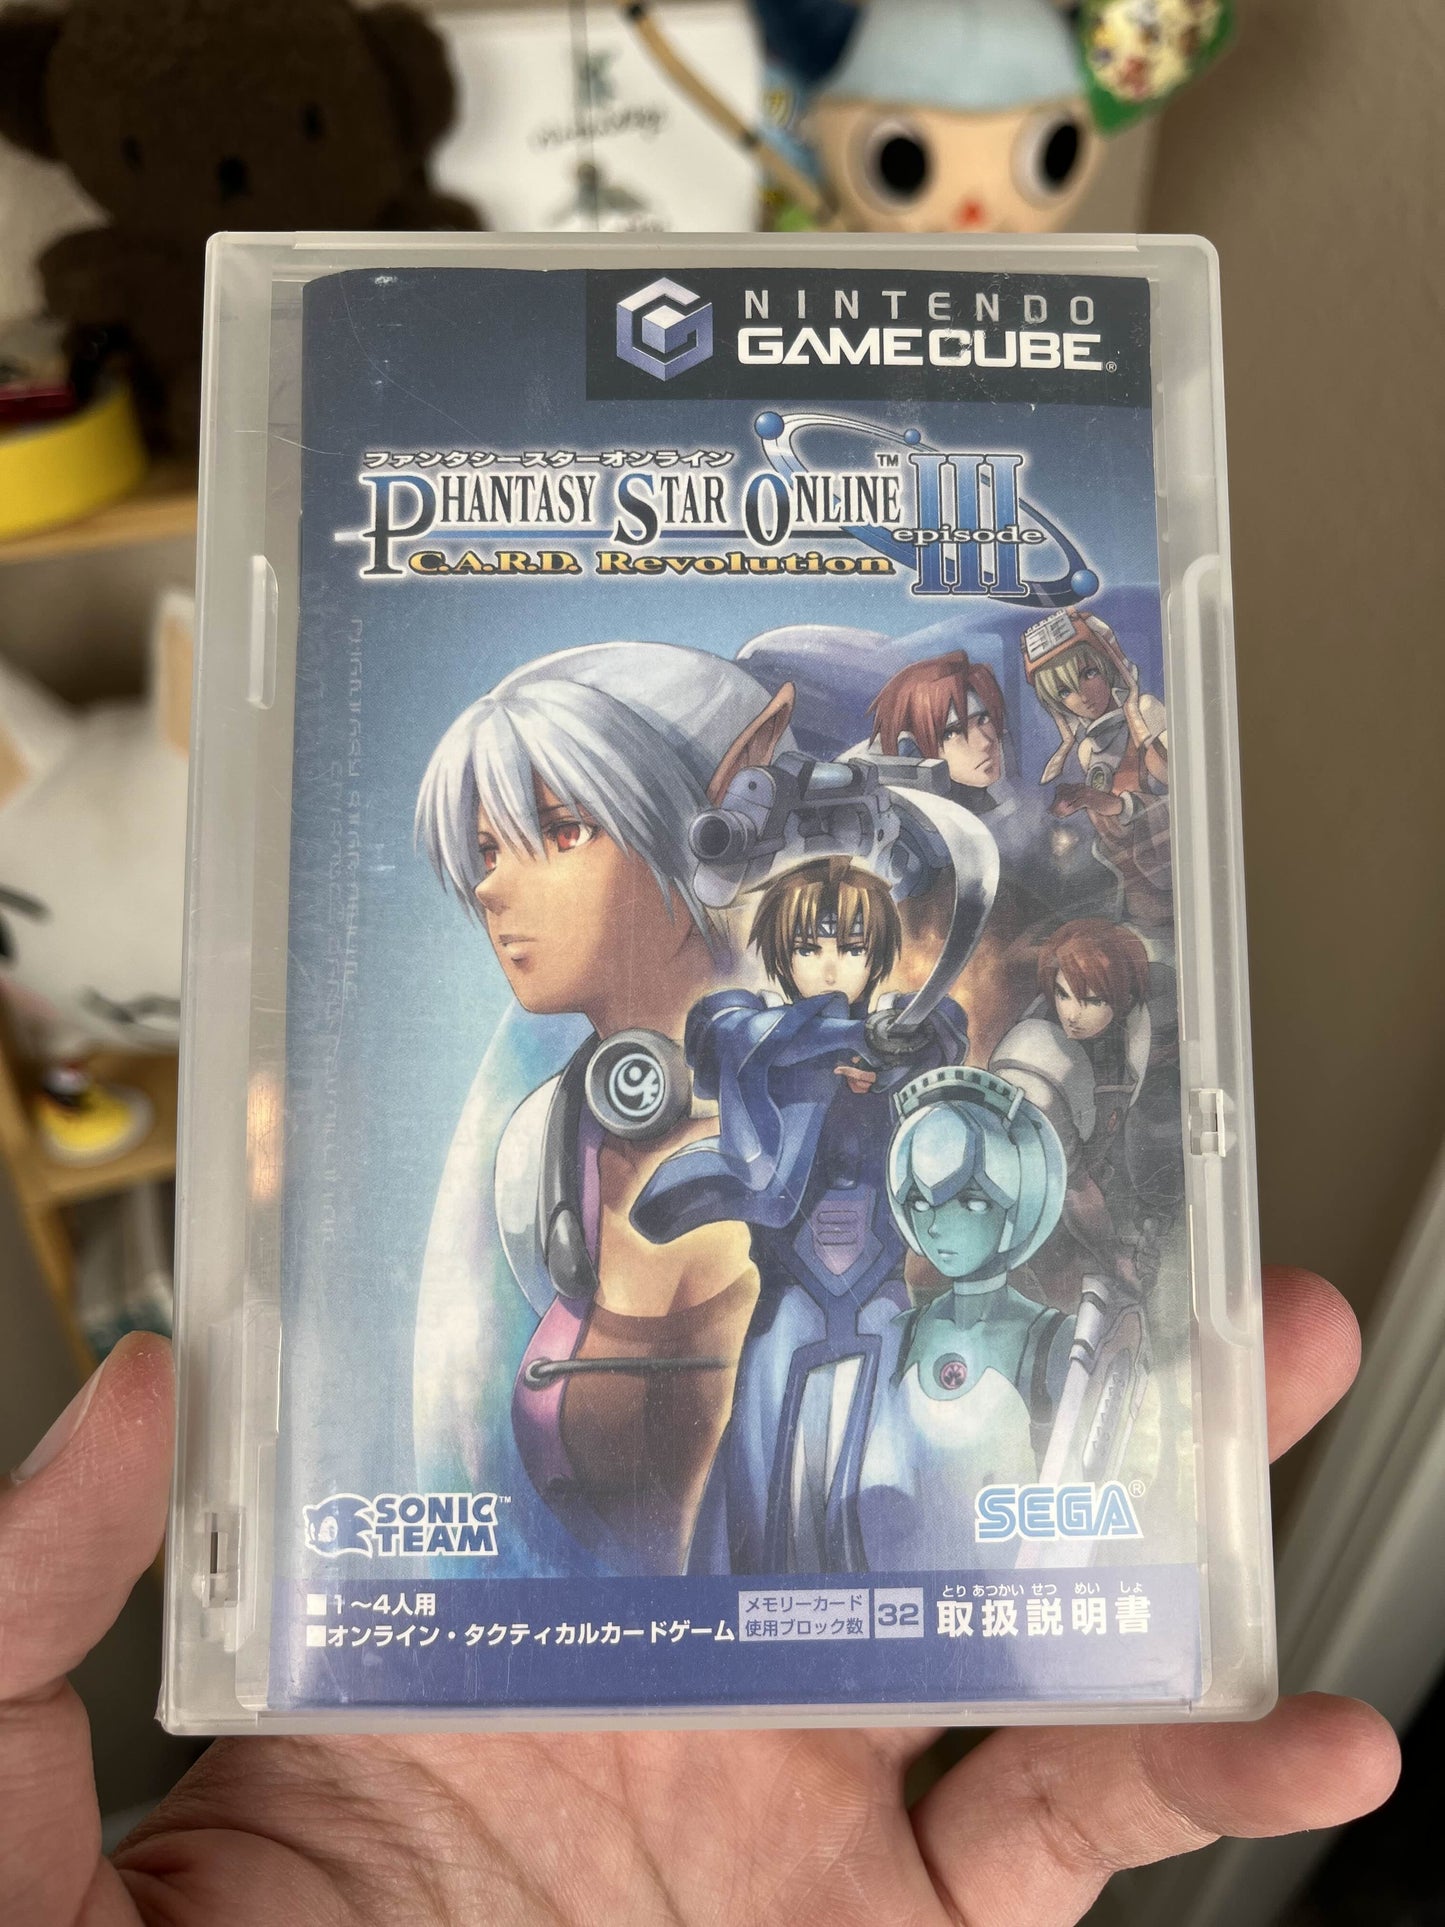 NINTENDO
GAMECUBE®
ファンタシースターオンライン
PHANTASY STAR ONLINE™
episode III
C.A.R.D. Revolution
SONIC TEAM™
SEGA®
■1～4人用
■オンライン・タクティカルカードゲーム
メモリーカード
使用ブロック数
32
とりあつかいせつめいしょ
取扱説明書